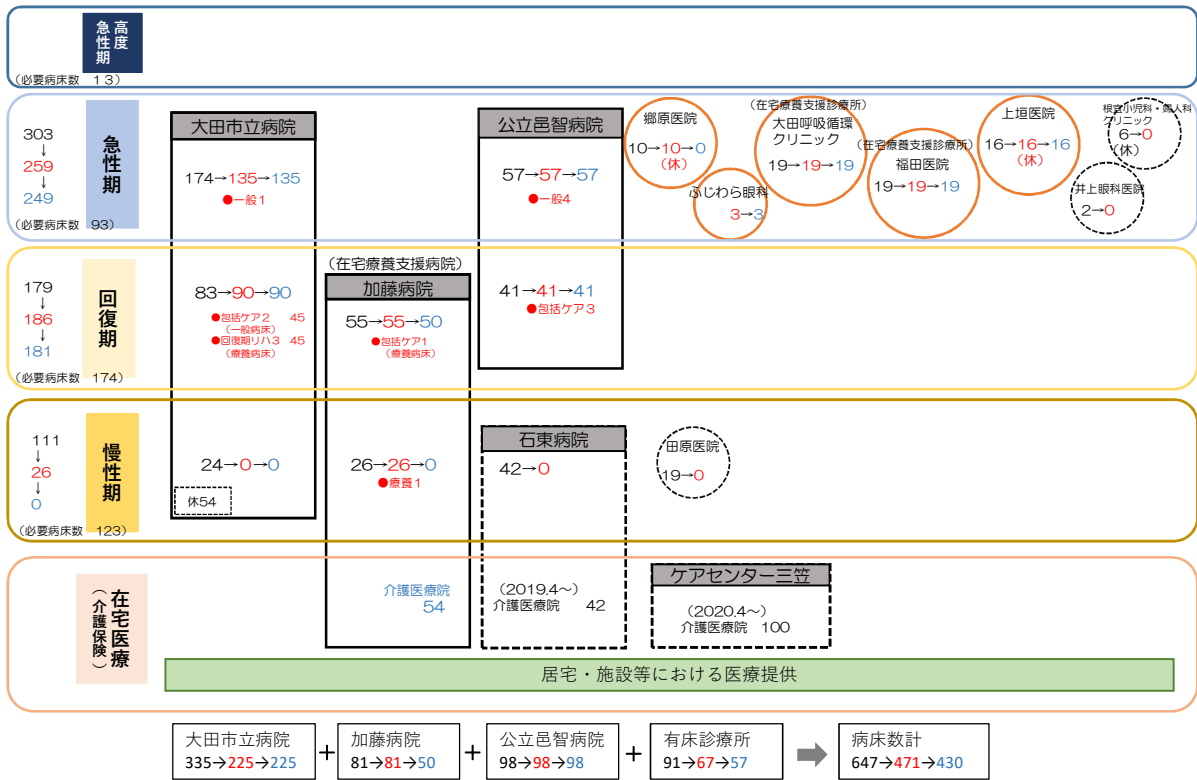 高度
急性期
(必要病床数 13)
303
↓
259
↓
249
急性期
(必要病床数 93)
大田市立病院
174→135→135
●一般1
公立邑智病院
57→57→57
●一般4
郷原医院
10→10→0
(休)
ふじわら眼科
3→3
(在宅療養支援診療所)
大田呼吸循環
クリニック
19→19→19
(在宅療養支援診療所)
福田医院
19→19→19
上垣医院
16→16→16
(休)
根宜小児科・婦人科
クリニック
6→0
(休)
井上眼科医院
2→0
179
↓
186
↓
181
回復期
(必要病床数 174)
83→90→90
●包括ケア2 45
(一般病床)
●回復期リハ3 45
(療養病床)
(在宅療養支援病院)
加藤病院
55→55→50
●包括ケア1
(療養病床)
41→41→41
●包括ケア3
111
↓
26
↓
0
慢性期
(必要病床数 123)
24→0→0
休54
26→26→0
●療養1
石東病院
42→0
田原医院
19→0
在宅医療
(介護保険)
介護医療院
54
(2019.4~)
介護医療院 42
ケアセンター三笠
(2020.4~)
介護医療院 100
居宅・施設等における医療提供
大田市立病院
335→225→225
+
加藤病院
81→81→50
+
公立邑智病院
98→98→98
+
有床診療所
91→67→57
病床数計
647→471→430